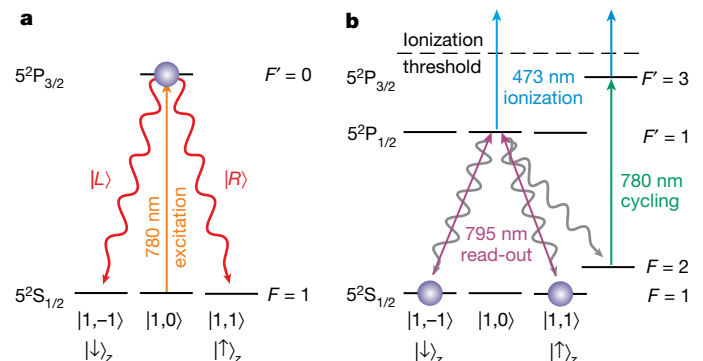 a
5²P₃/₂
F′ = 0
|L⟩
|R⟩
780 nm
excitation
5²S₁/₂
F = 1
|1,−1⟩ |1,0⟩ |1,1⟩
|↓⟩z |↑⟩z
b
Ionization
threshold
5²P₃/₂
F′ = 3
473 nm
ionization
5²P₁/₂
F′ = 1
780 nm
cycling
795 nm
read-out
F = 2
5²S₁/₂
F = 1
|1,−1⟩ |1,0⟩ |1,1⟩
|↓⟩z |↑⟩z